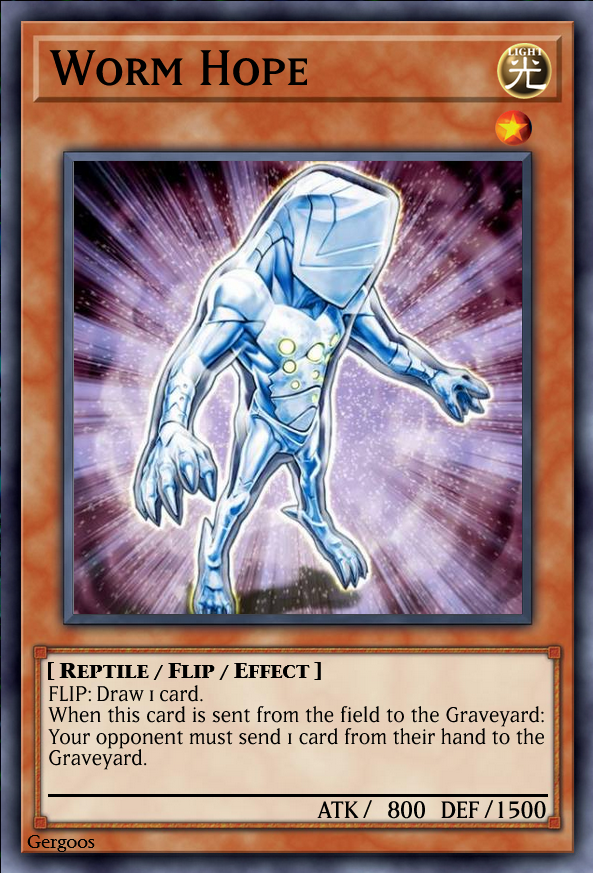 Worm Hope
LIGHT
光
[ Reptile / Flip / Effect ]
FLIP: Draw 1 card.
When this card is sent from the field to the Graveyard:
Your opponent must send 1 card from their hand to the
Graveyard.
ATK / 800 DEF /1500
Gergoos